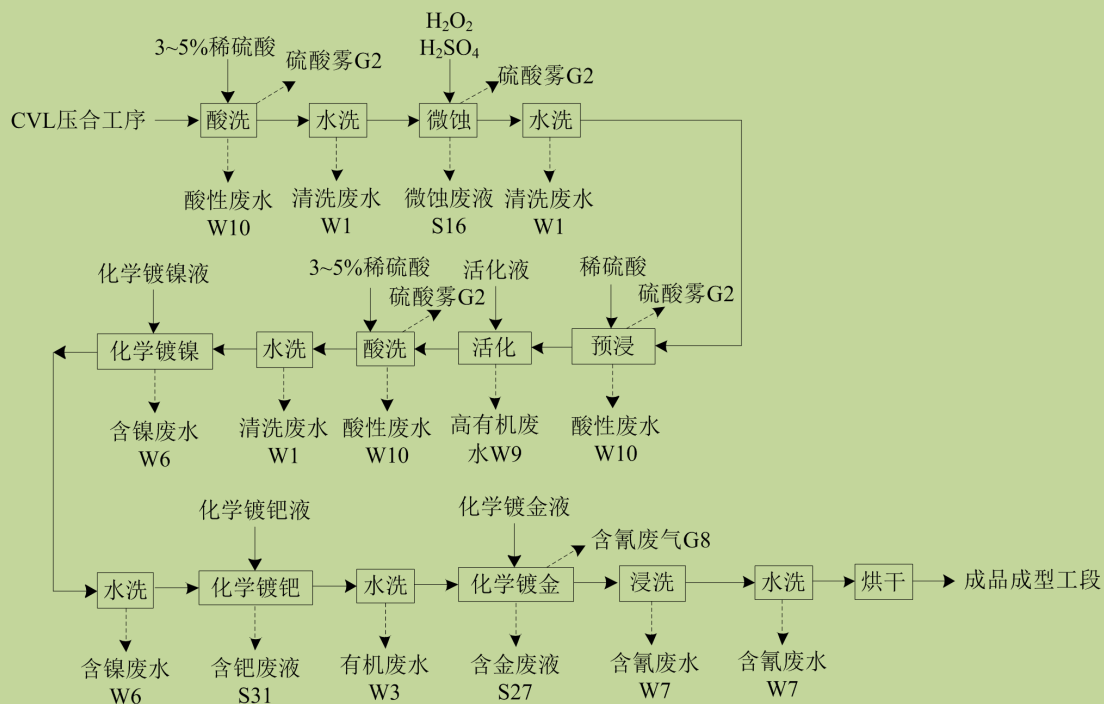 H₂O₂
H₂SO₄
3~5%稀硫酸
硫酸雾G2
硫酸雾G2
CVL压合工序
酸洗
水洗
微蚀
水洗
酸性废水
W10
清洗废水
W1
微蚀废液
S16
清洗废水
W1
化学镀镍液
3~5%稀硫酸
硫酸雾G2
活化液
稀硫酸
硫酸雾G2
化学镀镍
水洗
酸洗
活化
预浸
含镍废水
W6
清洗废水
W1
酸性废水
W10
高有机废
水W9
酸性废水
W10
化学镀钯液
化学镀金液
含氰废气G8
水洗
化学镀钯
水洗
化学镀金
浸洗
水洗
烘干
成品成型工段
含镍废水
W6
含钯废液
S31
有机废水
W3
含金废液
S27
含氰废水
W7
含氰废水
W7